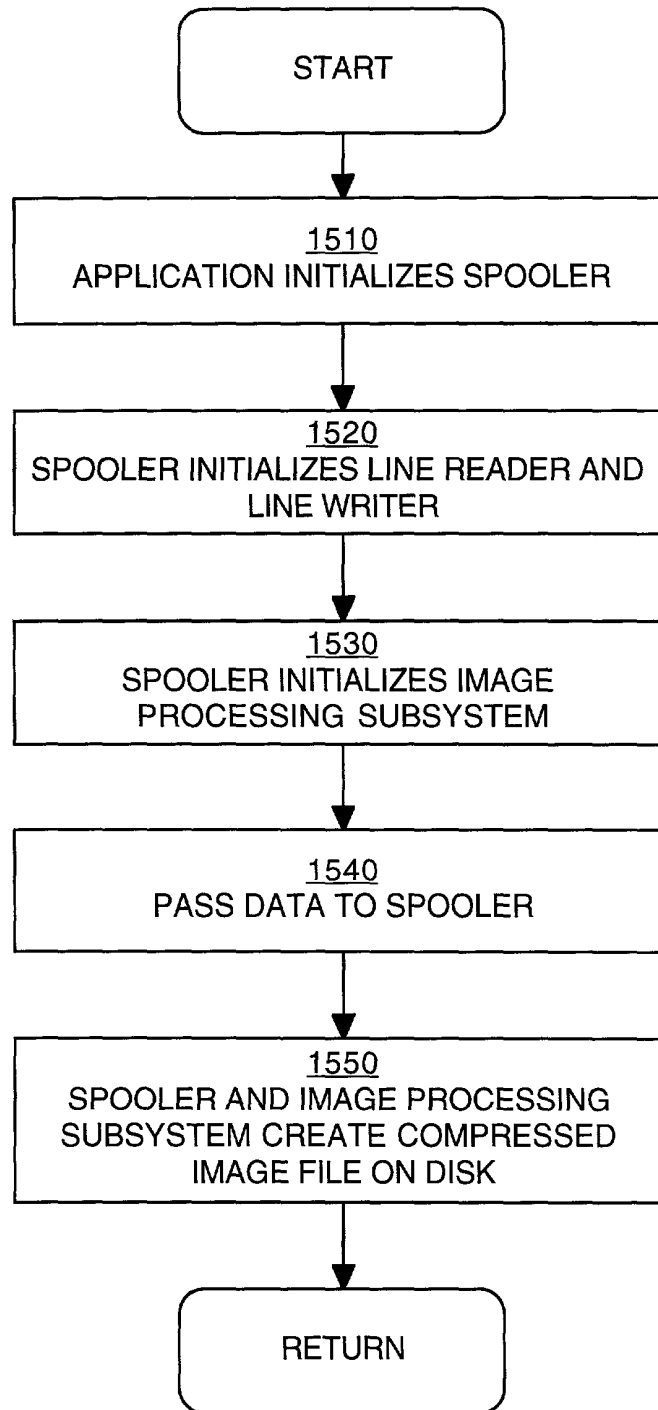 START
1510
APPLICATION INITIALIZES SPOOLER
1520
SPOOLER INITIALIZES LINE READER AND
LINE WRITER
1530
SPOOLER INITIALIZES IMAGE
PROCESSING SUBSYSTEM
1540
PASS DATA TO SPOOLER
1550
SPOOLER AND IMAGE PROCESSING
SUBSYSTEM CREATE COMPRESSED
IMAGE FILE ON DISK
RETURN